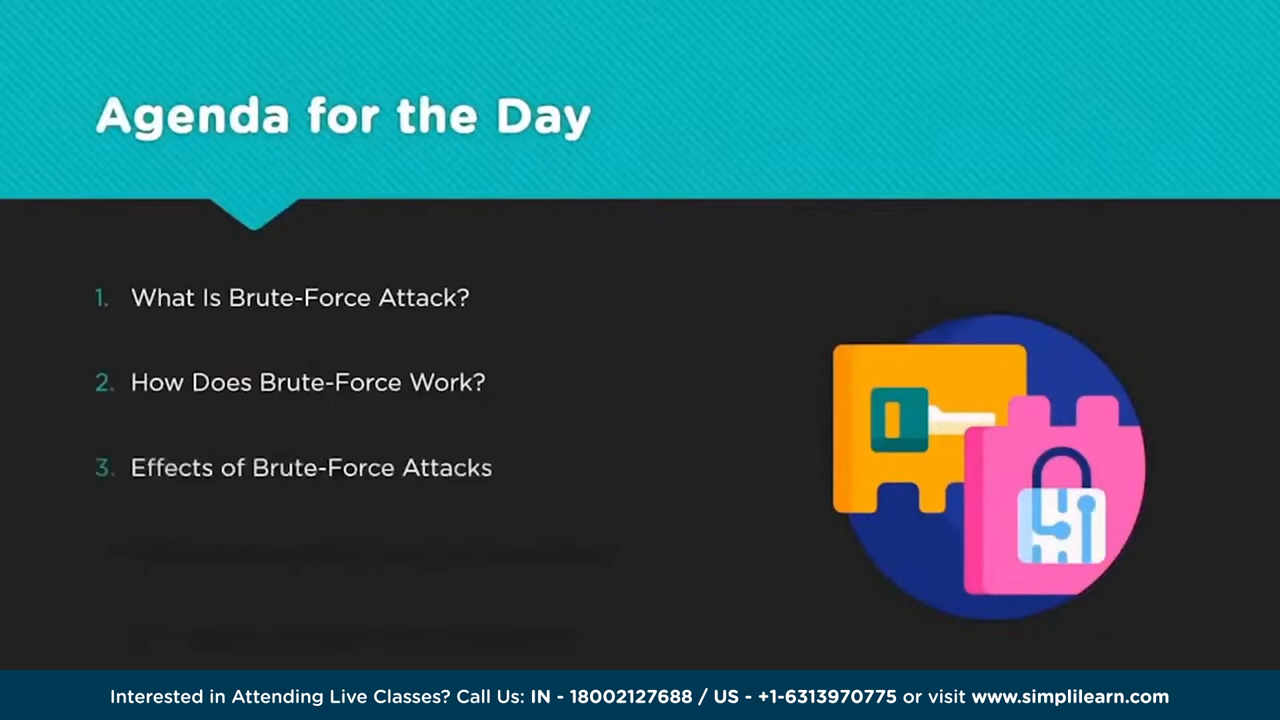 Agenda for the Day
1. What Is Brute-Force Attack?
2. How Does Brute-Force Work?
3. Effects of Brute-Force Attacks
Interested in Attending Live Classes? Call Us: IN - 18002127688 / US - +1-6313970775 or visit www.simplilearn.com